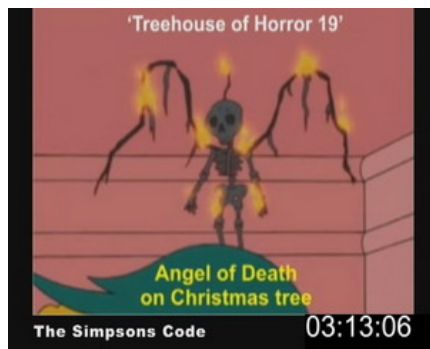 'Treehouse of Horror 19'
Angel of Death
on Christmas tree
The Simpsons Code
03:13:06